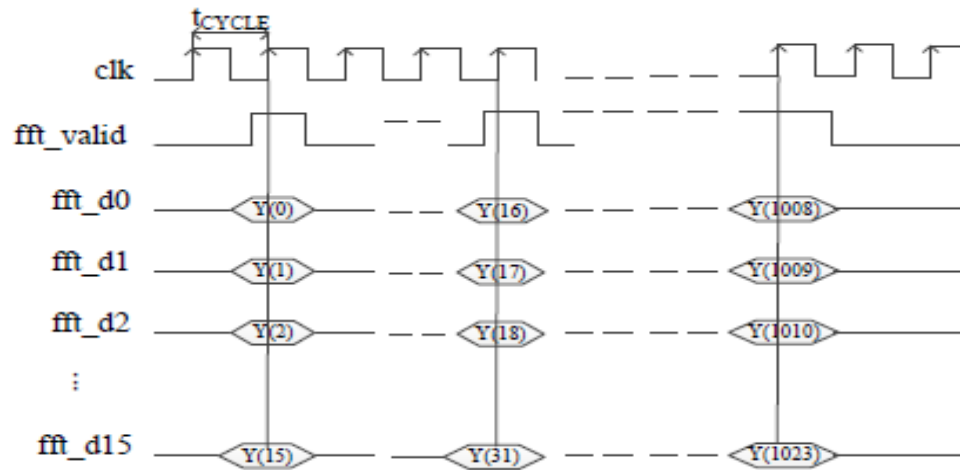 tCYCLE
clk
fft_valid
fft_d0 Y(0) Y(16) Y(1008)
fft_d1 Y(1) Y(17) Y(1009)
fft_d2 Y(2) Y(18) Y(1010)
⋮
fft_d15 Y(15) Y(31) Y(1023)